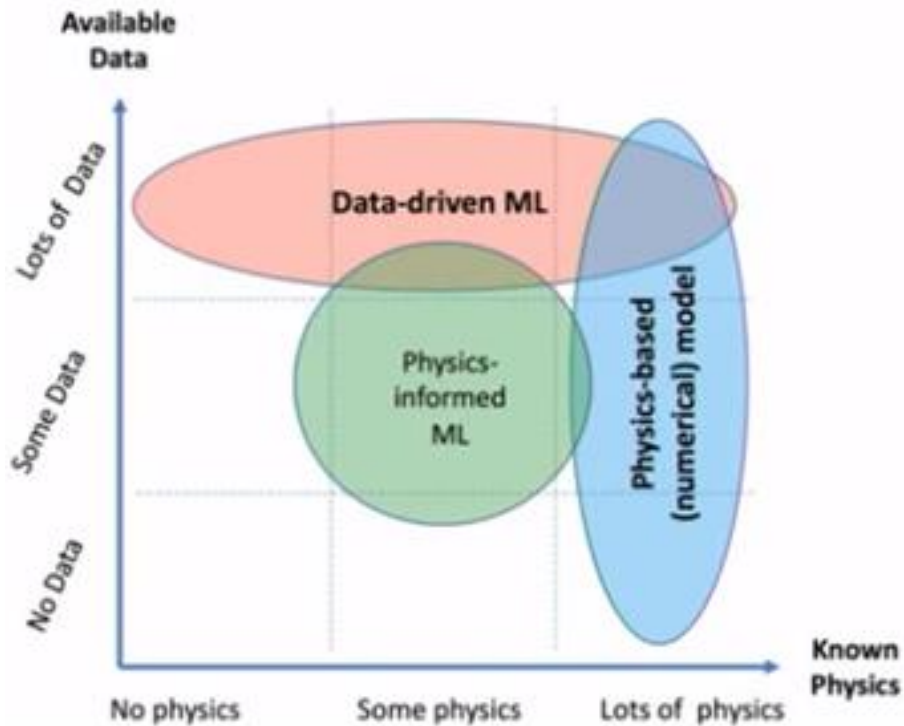 Available
Data
Lots of Data
Some Data
No Data
Data-driven ML
Physics-
informed
ML
Physics-based
(numerical) model
No physics
Some physics
Lots of physics
Known
Physics